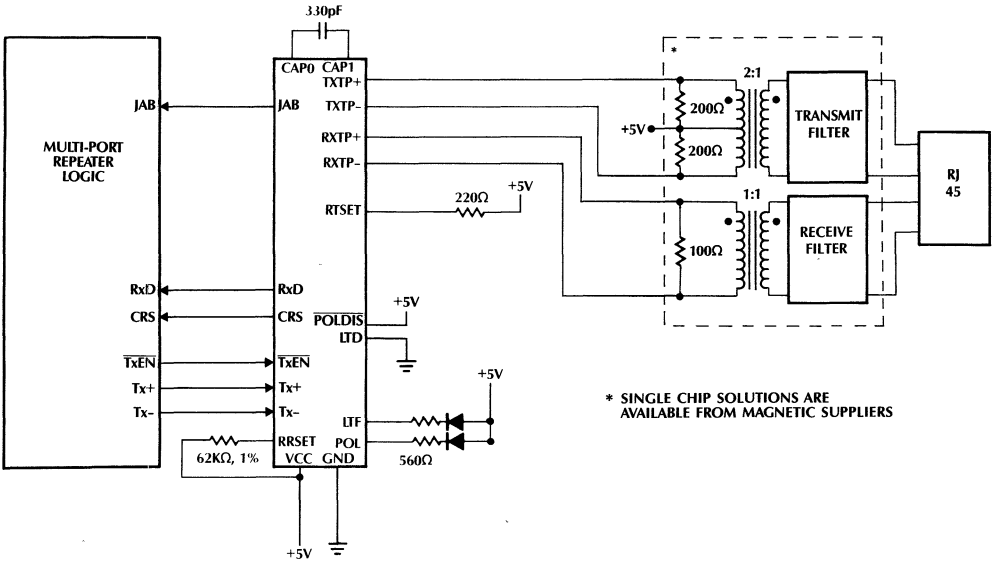 330pF
CAP0 CAP1
TXTP+
TXTP–
RXTP+
RXTP–
RTSET
220Ω
+5V
JAB
JAB
MULTI-PORT
REPEATER
LOGIC
RxD
RxD
CRS
CRS
TxEN
TxEN
Tx+
Tx+
Tx–
Tx–
POLDIS
+5V
LTD
+5V
LTF
POL
560Ω
RRSET
62KΩ, 1%
VCC GND
+5V
*
2:1
200Ω
+5V
200Ω
TRANSMIT
FILTER
1:1
100Ω
RECEIVE
FILTER
RJ
45
* SINGLE CHIP SOLUTIONS ARE
AVAILABLE FROM MAGNETIC SUPPLIERS